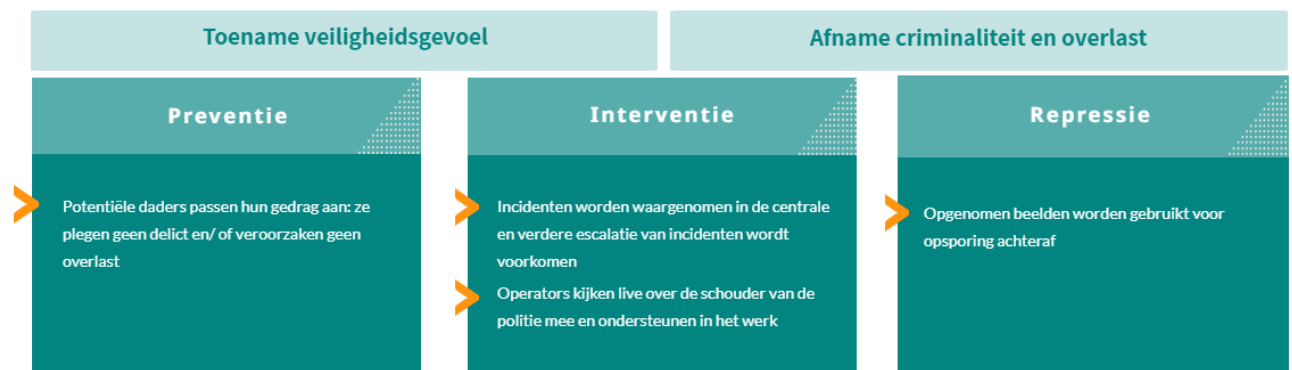 Toename veiligheidsgevoel
Afname criminaliteit en overlast
Preventie
Potentiële daders passen hun gedrag aan: ze
plegen geen delict en/ of veroorzaken geen
overlast
Interventie
Incidenten worden waargenomen in de centrale
en verdere escalatie van incidenten wordt
voorkomen
Operators kijken live over de schouder van de
politie mee en ondersteunen in het werk
Repressie
Opgenomen beelden worden gebruikt voor
opsporing achteraf